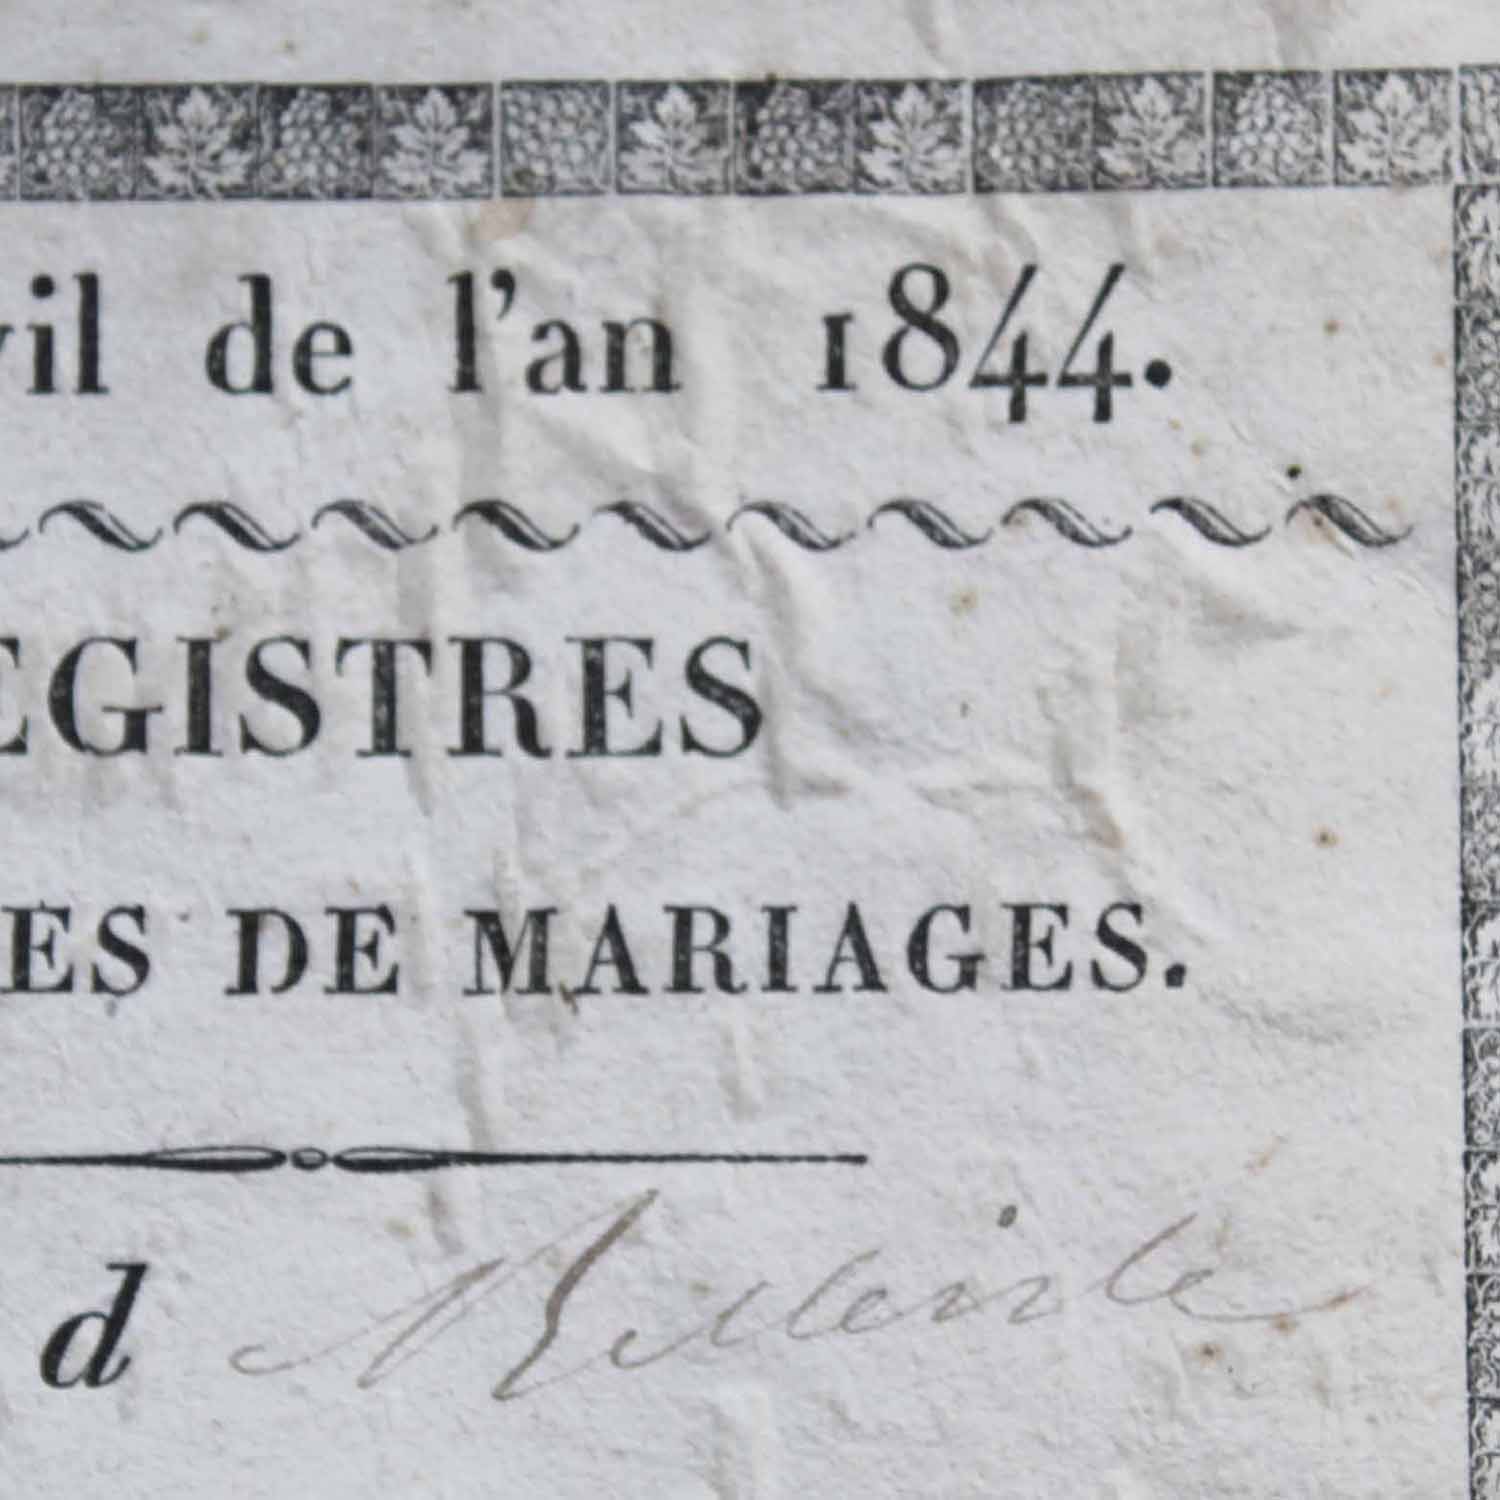 vil de l'an 1844.
EGISTRES
ES DE MARIAGES.
d